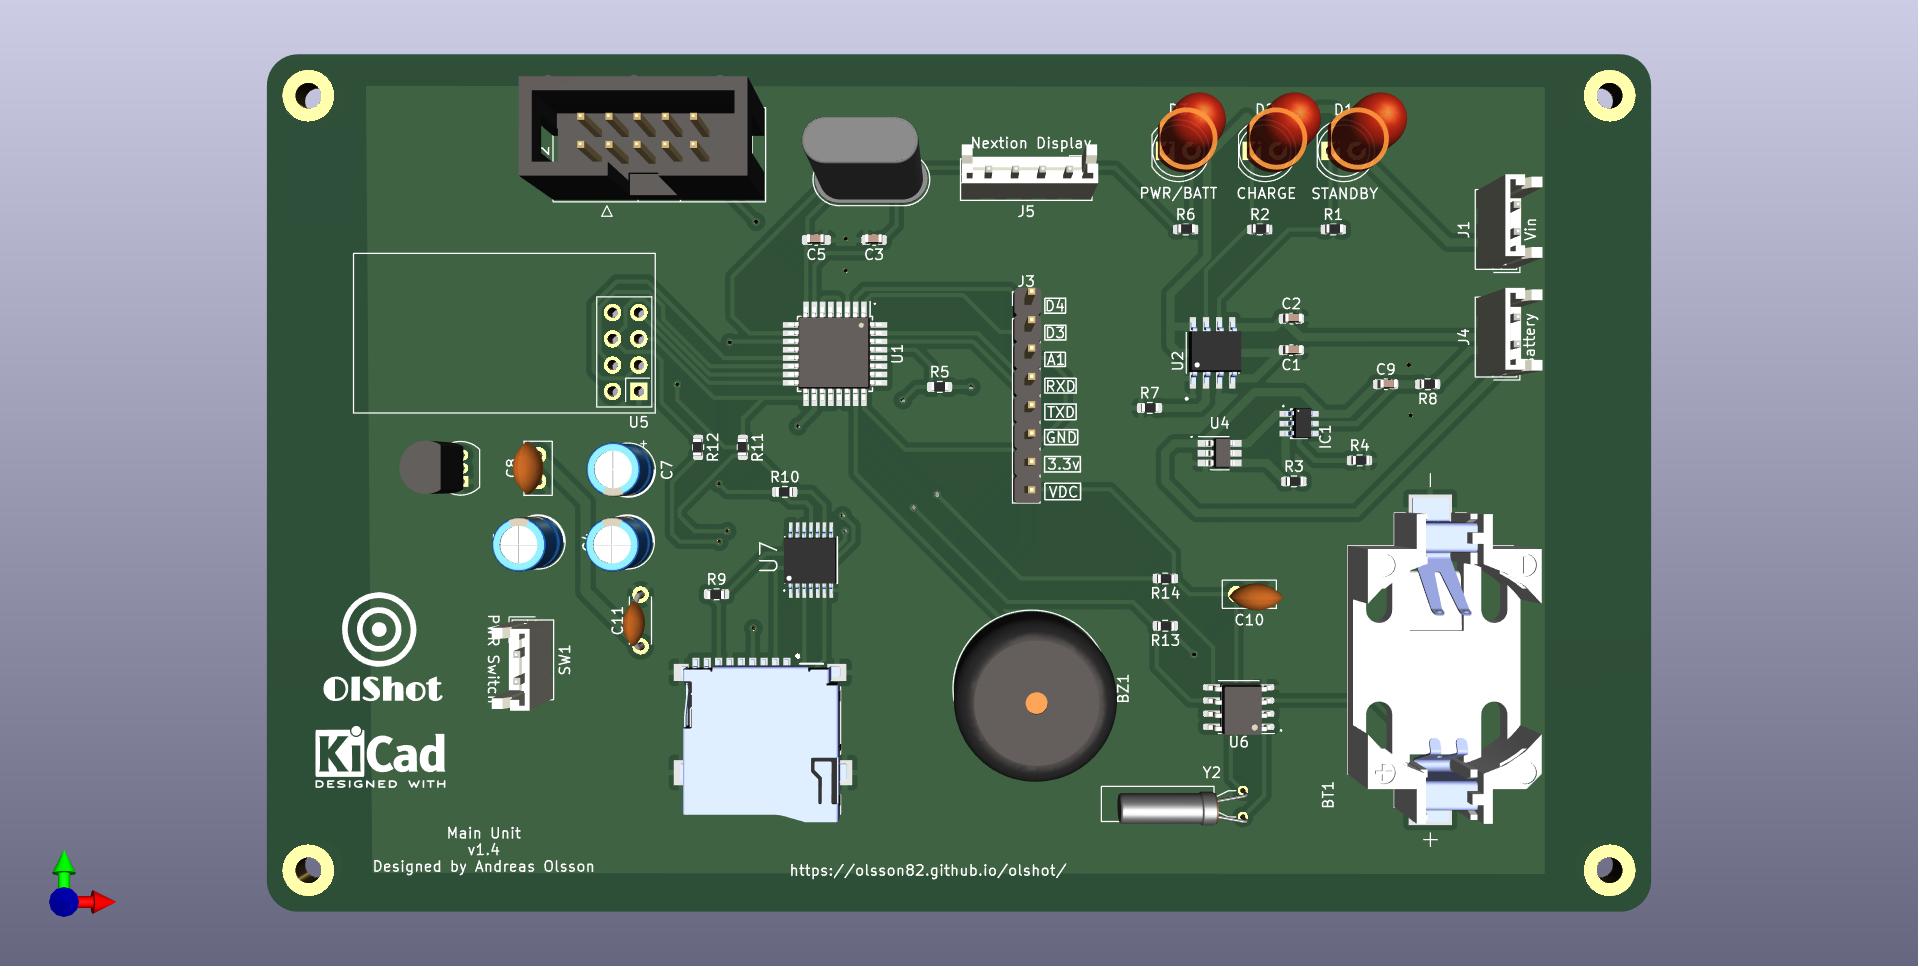 Nextion Display
J5
D1
PWR/BATT
CHARGE
STANDBY
R6
R2
R1
J1
Vin
C5
C3
J3
D4
D3
A1
RXD
TXD
GND
3.3v
VDC
U1
R5
U2
C2
C1
J4
Battery
C9
R8
R7
U4
IC1
R4
R3
U5
C8
C7
R12
R11
R10
U7
R9
C11
PWR Switch
SW1
OlShot
KiCad
DESIGNED WITH
R14
R13
C10
BZ1
U6
Y2
BT1
Main Unit
v1.4
Designed by Andreas Olsson
https://olsson82.github.io/olshot/